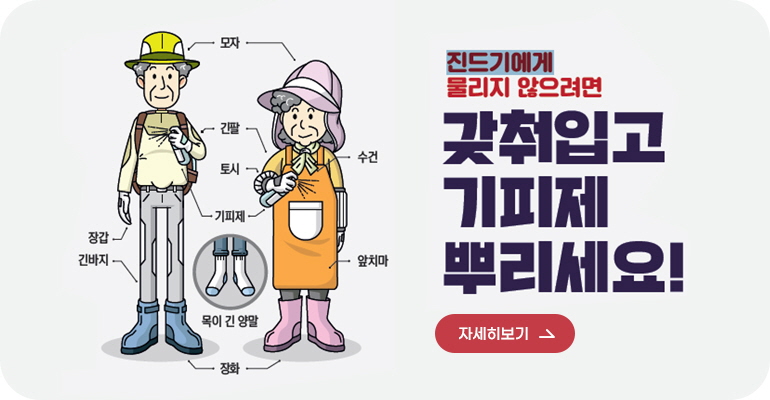 모자
긴팔
수건
토시
기피제
장갑
긴바지
앞치마
목이 긴 양말
장화
진드기에게
물리지 않으려면
갖춰입고
기피제
뿌리세요!
자세히보기